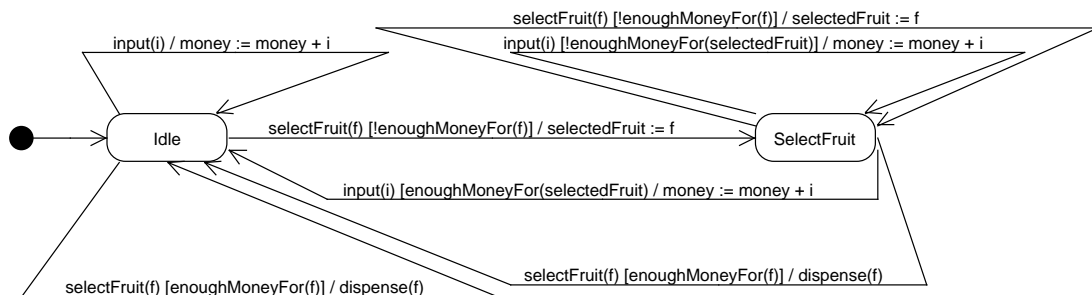 selectFruit(f) [!enoughMoneyFor(f)] / selectedFruit := f
input(i) / money := money + i
input(i) [!enoughMoneyFor(selectedFruit)] / money := money + i
Idle
selectFruit(f) [!enoughMoneyFor(f)] / selectedFruit := f
SelectFruit
input(i) [enoughMoneyFor(selectedFruit) / money := money + i
selectFruit(f) [enoughMoneyFor(f)] / dispense(f)
selectFruit(f) [enoughMoneyFor(f)] / dispense(f)